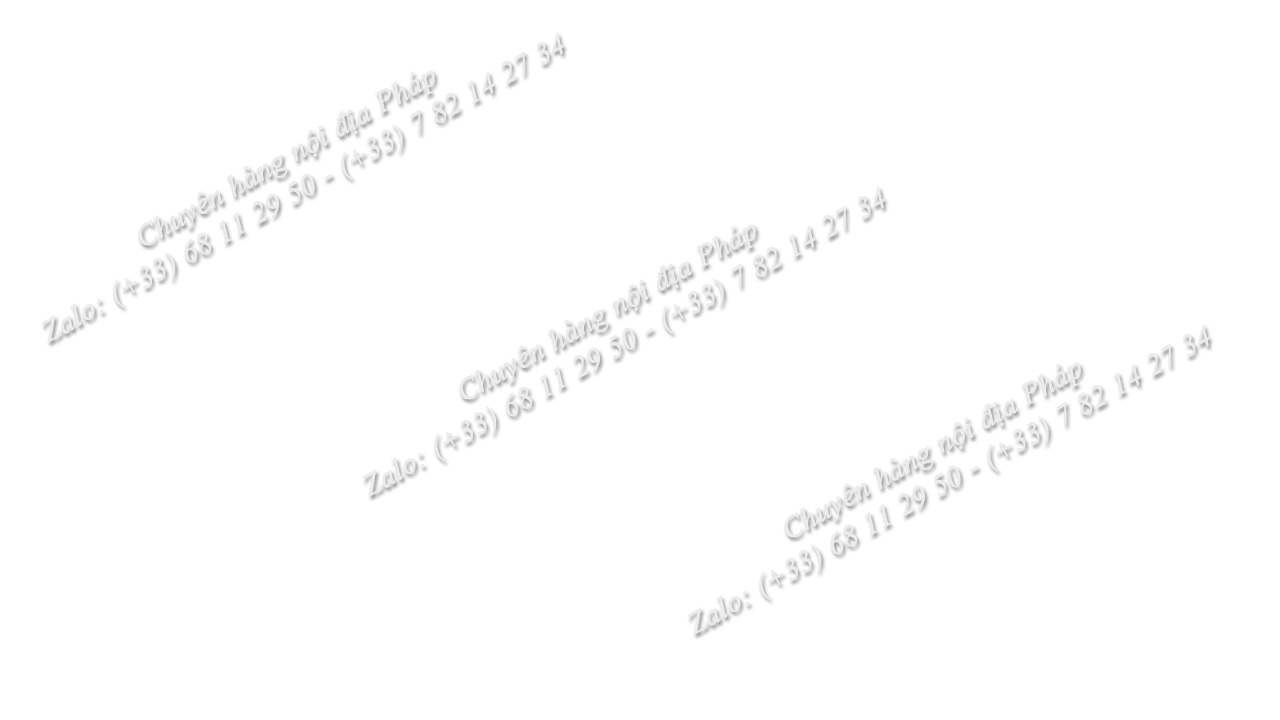 Chuyên hàng nội địa Pháp
Zalo: (+33) 68 11 29 50 - (+33) 7 82 14 27 34
Chuyên hàng nội địa Pháp
Zalo: (+33) 68 11 29 50 - (+33) 7 82 14 27 34
Chuyên hàng nội địa Pháp
Zalo: (+33) 68 11 29 50 - (+33) 7 82 14 27 34